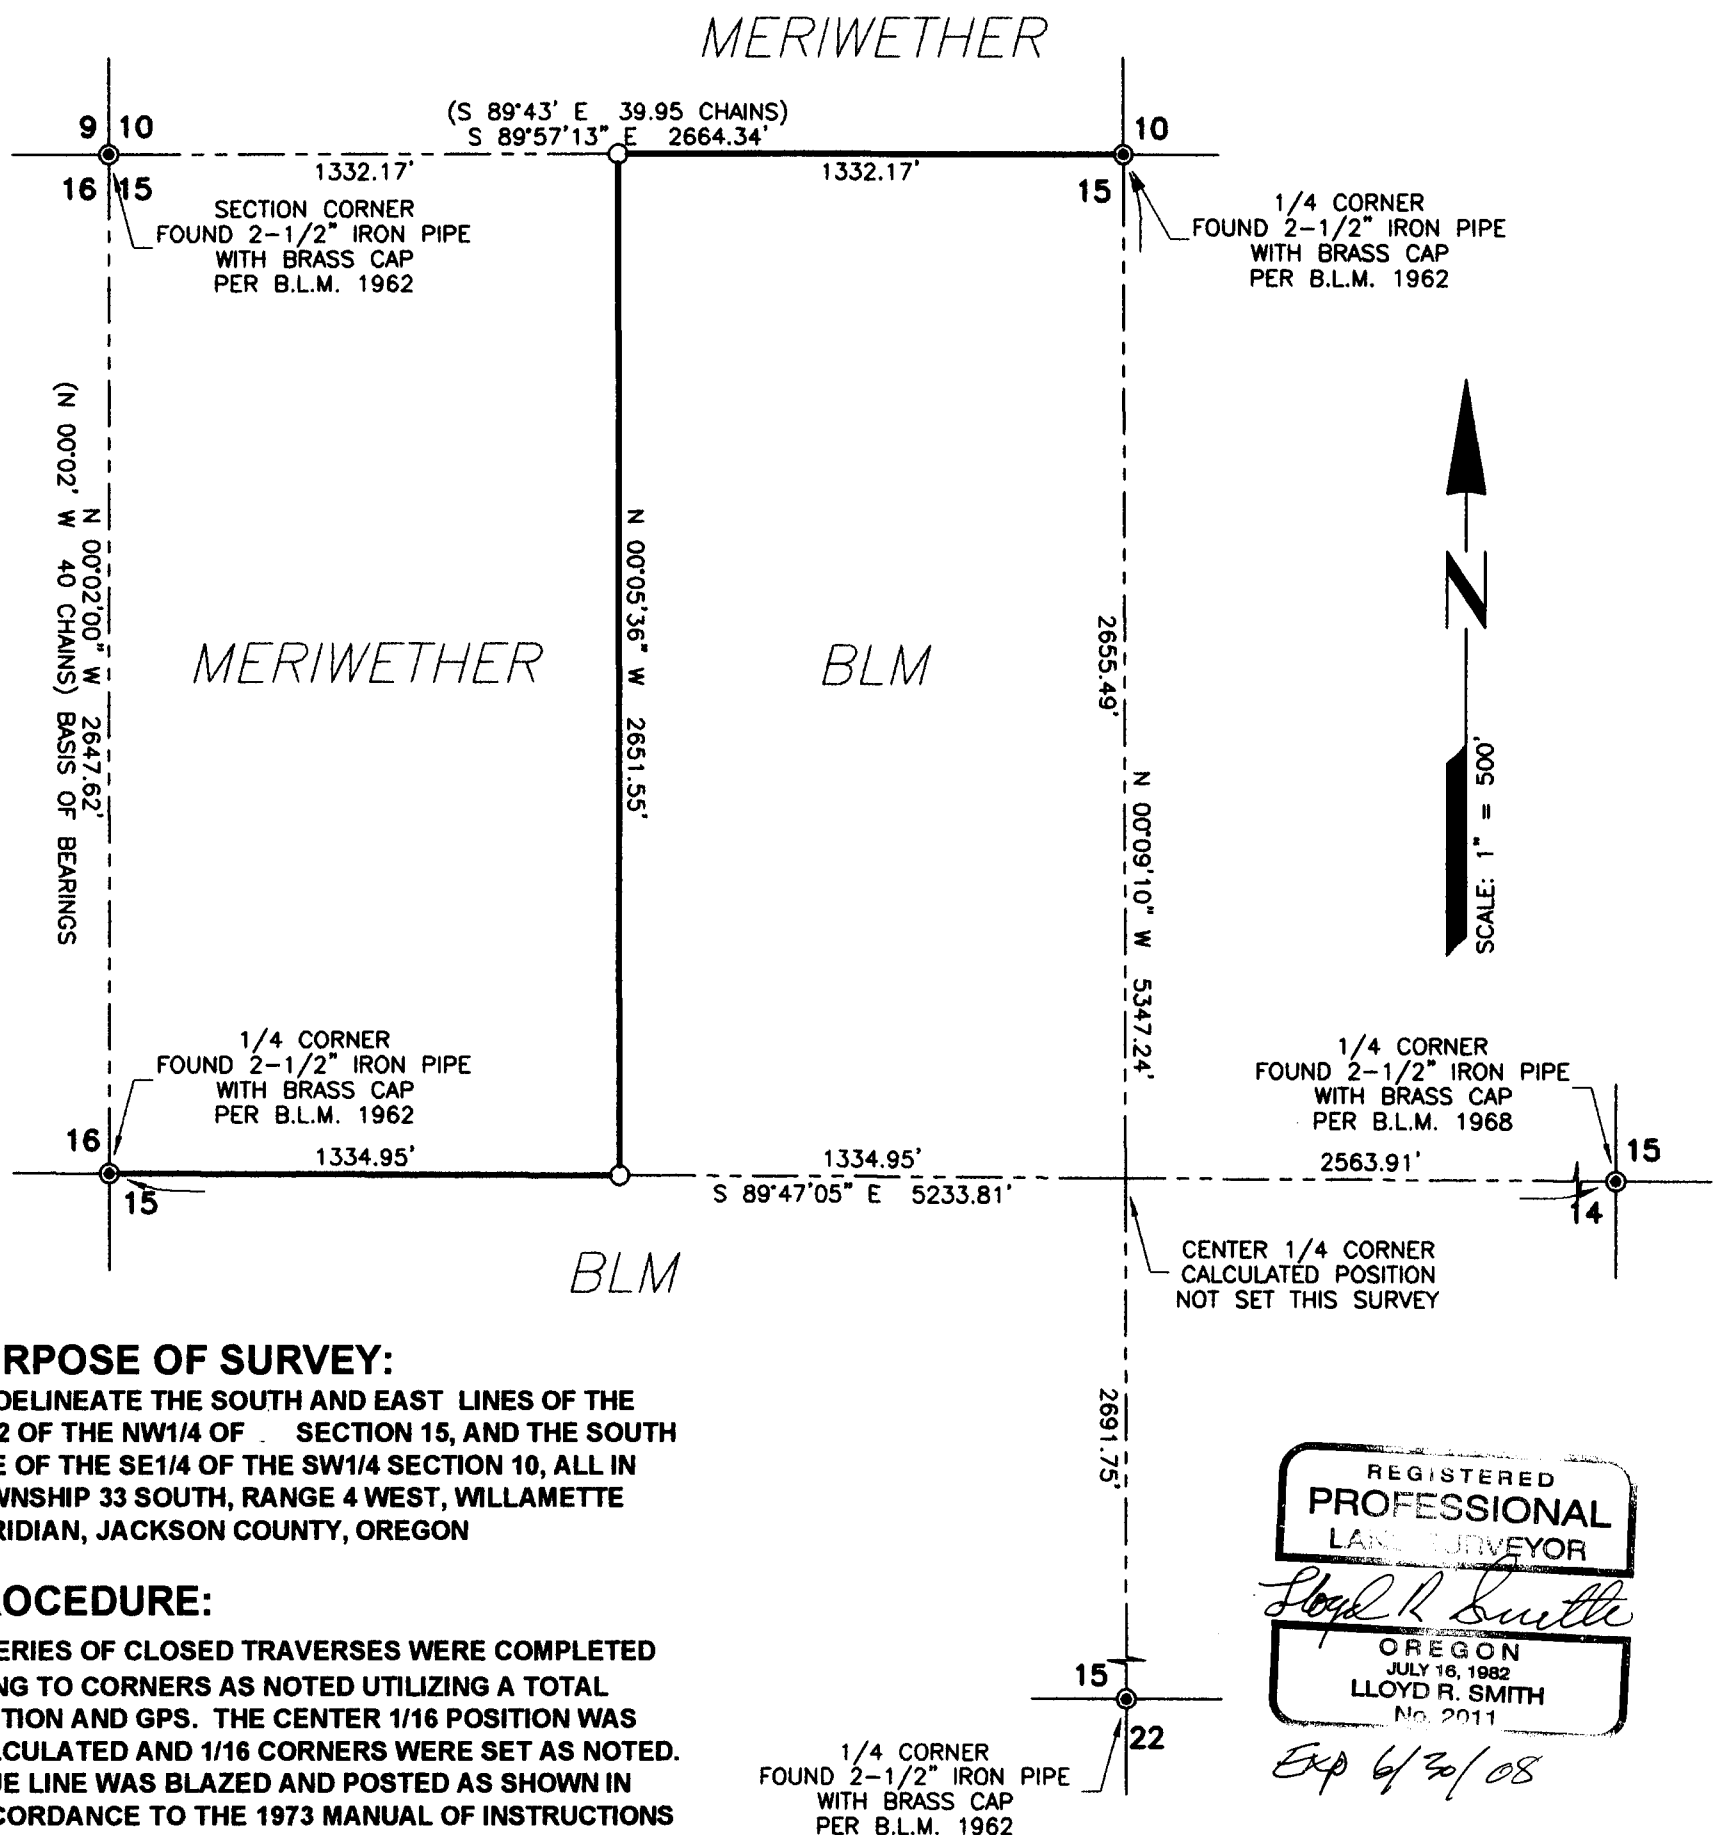 MERIWETHER
(S 89°43' E 39.95 CHAINS)
S 89°57'13" E 2664.34'
9 10
16 15
1332.17'
1332.17'
10
15
SECTION CORNER
FOUND 2-1/2" IRON PIPE
WITH BRASS CAP
PER B.L.M. 1962
1/4 CORNER
FOUND 2-1/2" IRON PIPE
WITH BRASS CAP
PER B.L.M. 1962
(N 00°02' W 40 CHAINS) BASIS OF BEARINGS
N 00°02'00" W 2647.62'
MERIWETHER
N 00°05'36" W 2651.55'
BLM
2655.49'
N 00°09'10" W 5347.24'
N
SCALE: 1" = 500'
1/4 CORNER
FOUND 2-1/2" IRON PIPE
WITH BRASS CAP
PER B.L.M. 1962
16
15
1334.95'
1334.95'
S 89°47'05" E 5233.81'
2563.91'
1/4 CORNER
FOUND 2-1/2" IRON PIPE
WITH BRASS CAP
PER B.L.M. 1968
15
14
BLM
CENTER 1/4 CORNER
CALCULATED POSITION
NOT SET THIS SURVEY
2691.75'
RPOSE OF SURVEY:
DELINEATE THE SOUTH AND EAST LINES OF THE
2 OF THE NW1/4 OF SECTION 15, AND THE SOUTH
E OF THE SE1/4 OF THE SW1/4 SECTION 10, ALL IN
WNSHIP 33 SOUTH, RANGE 4 WEST, WILLAMETTE
RIDIAN, JACKSON COUNTY, OREGON
ROCEDURE:
ERIES OF CLOSED TRAVERSES WERE COMPLETED
NG TO CORNERS AS NOTED UTILIZING A TOTAL
TION AND GPS. THE CENTER 1/16 POSITION WAS
LCULATED AND 1/16 CORNERS WERE SET AS NOTED.
UE LINE WAS BLAZED AND POSTED AS SHOWN IN
CORDANCE TO THE 1973 MANUAL OF INSTRUCTIONS
15
22
1/4 CORNER
FOUND 2-1/2" IRON PIPE
WITH BRASS CAP
PER B.L.M. 1962
REGISTERED
PROFESSIONAL
LAND SURVEYOR
Lloyd R Smith
OREGON
JULY 16, 1982
LLOYD R. SMITH
No. 2011
Exp 6/30/08